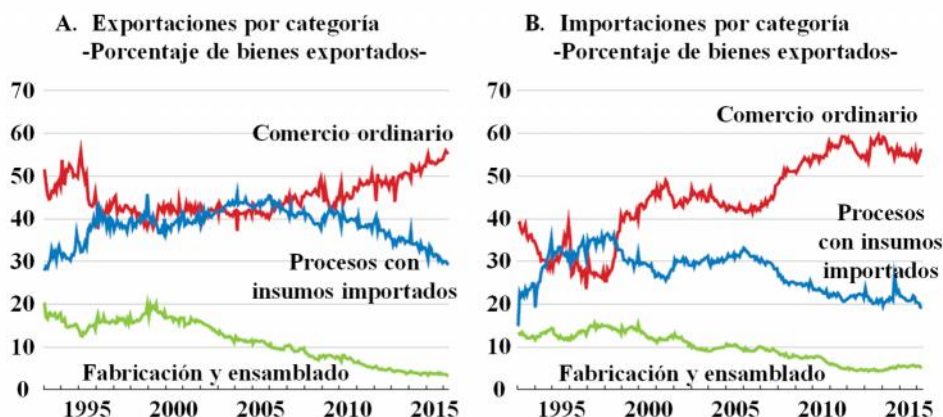 A. Exportaciones por categoría
-Porcentaje de bienes exportados-
70
60
50
40
30
20
10
0
Comercio ordinario
Procesos con
insumos importados
Fabricación y ensamblado
1995 2000 2005 2010 2015
B. Importaciones por categoría
-Porcentaje de bienes exportados-
70
60
50
40
30
20
10
0
Comercio ordinario
Procesos
con insumos
importados
Fabricación y ensamblado
1995 2000 2005 2010 2015